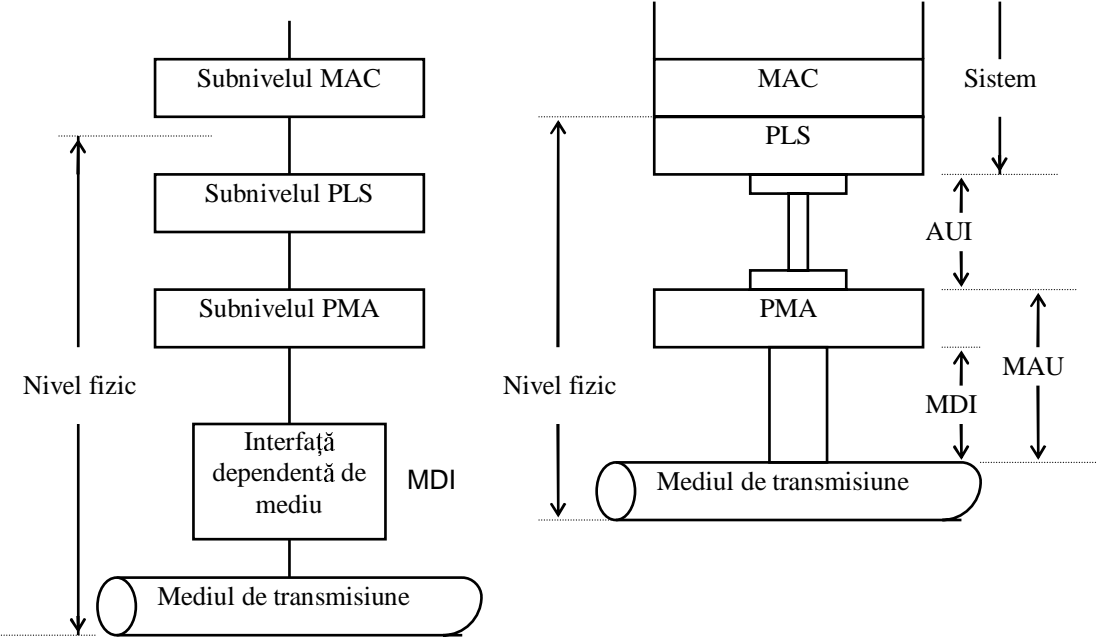 Subnivelul MAC
Subnivelul PLS
Subnivelul PMA
Nivel fizic
Interfață
dependentă de
mediu
MDI
Mediul de transmisiune
MAC
Sistem
PLS
AUI
PMA
MAU
Nivel fizic
MDI
Mediul de transmisiune